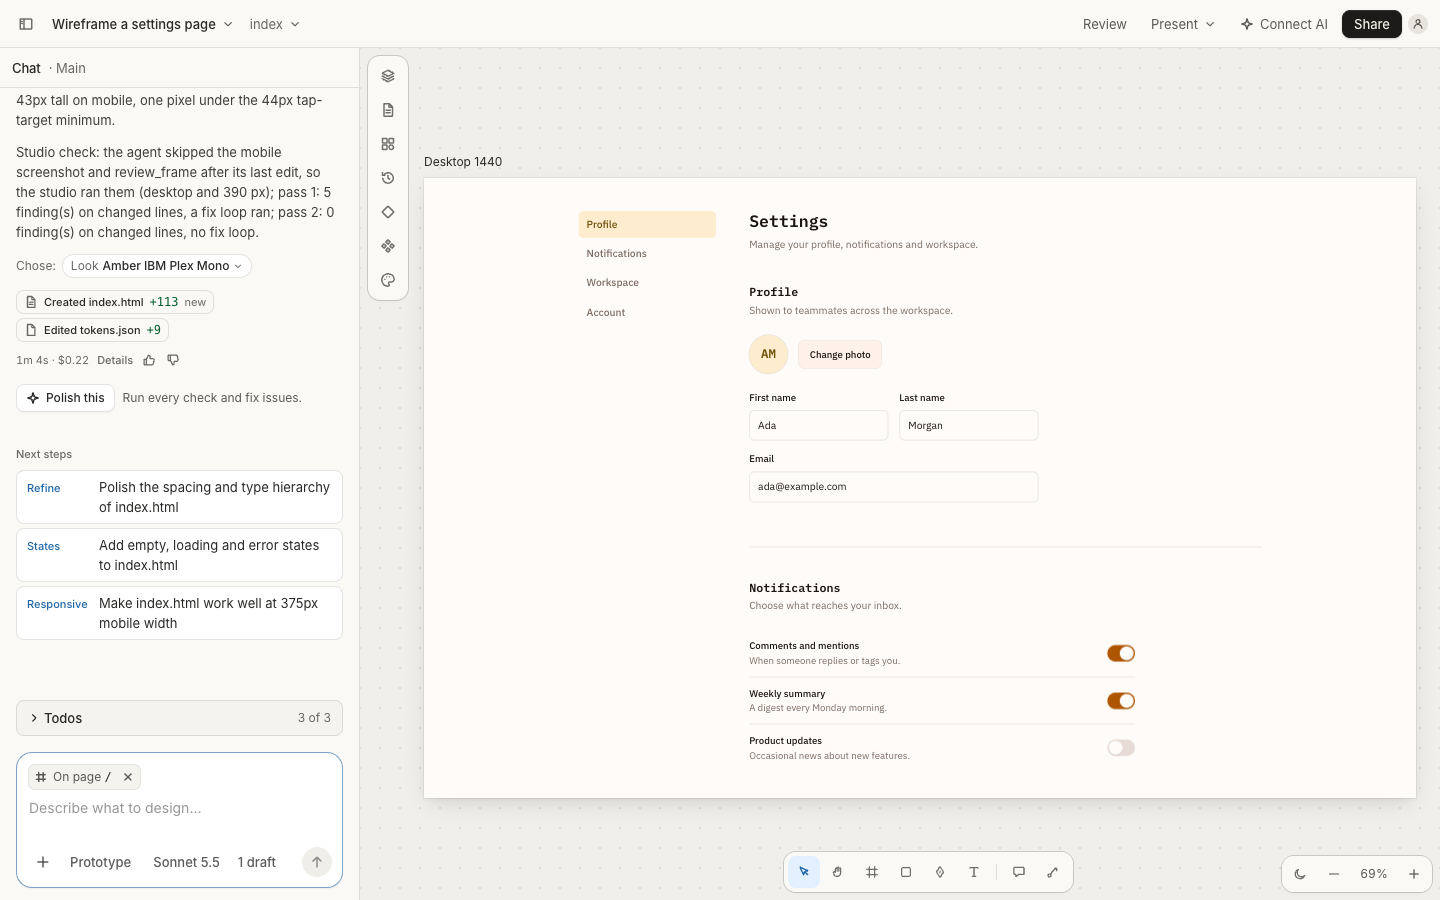 Wireframe a settings page
index
Review
Present
Connect AI
Share
Chat · Main
43px tall on mobile, one pixel under the 44px tap-
target minimum.
Studio check: the agent skipped the mobile
screenshot and review_frame after its last edit, so
the studio ran them (desktop and 390 px); pass 1: 5
finding(s) on changed lines, a fix loop ran; pass 2: 0
finding(s) on changed lines, no fix loop.
Chose: Look Amber IBM Plex Mono
Created index.html +113 new
Edited tokens.json +9
1m 4s · $0.22 Details
Polish this Run every check and fix issues.
Next steps
Refine Polish the spacing and type hierarchy
of index.html
States Add empty, loading and error states
to index.html
Responsive Make index.html work well at 375px
mobile width
Todos 3 of 3
On page /
Describe what to design...
Prototype Sonnet 5.5 1 draft
Desktop 1440
Profile
Notifications
Workspace
Account
Settings
Manage your profile, notifications and workspace.
Profile
Shown to teammates across the workspace.
AM Change photo
First name Last name
Ada Morgan
Email
ada@example.com
Notifications
Choose what reaches your inbox.
Comments and mentions
When someone replies or tags you.
Weekly summary
A digest every Monday morning.
Product updates
Occasional news about new features.
T
69%